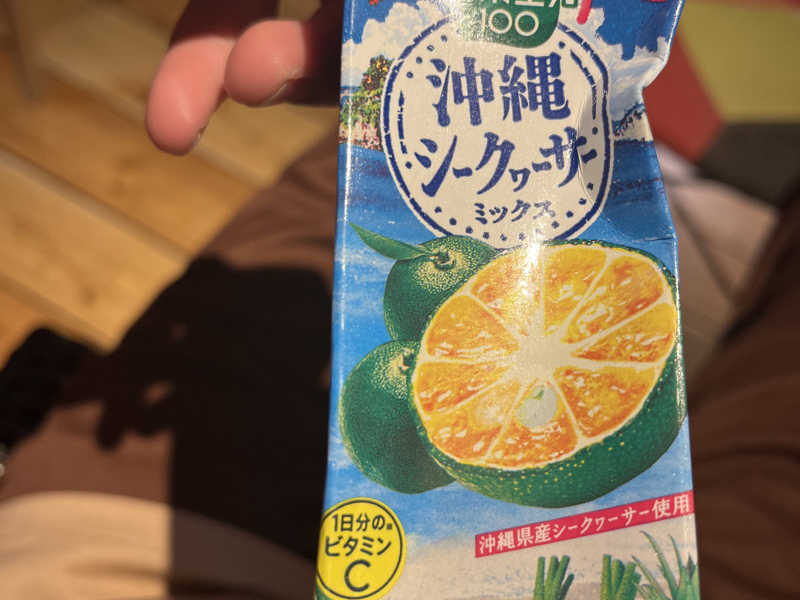 100
沖縄
シークヮーサー
ミックス
1日分の
ビタミン
C
沖縄県産シークヮーサー使用